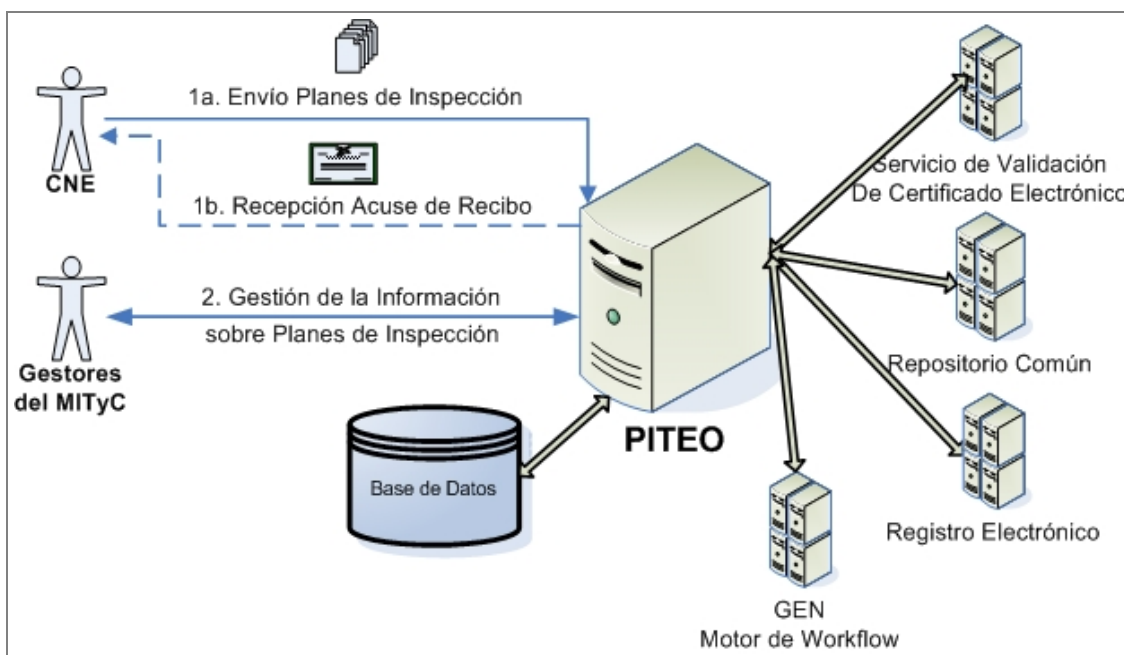 1a. Envío Planes de Inspección
CNE
1b. Recepción Acuse de Recibo
2. Gestión de la Información
sobre Planes de Inspección
Gestores
del MITyC
PITEO
Base de Datos
Servicio de Validación
De Certificado Electrónico
Repositorio Común
Registro Electrónico
GEN
Motor de Workflow